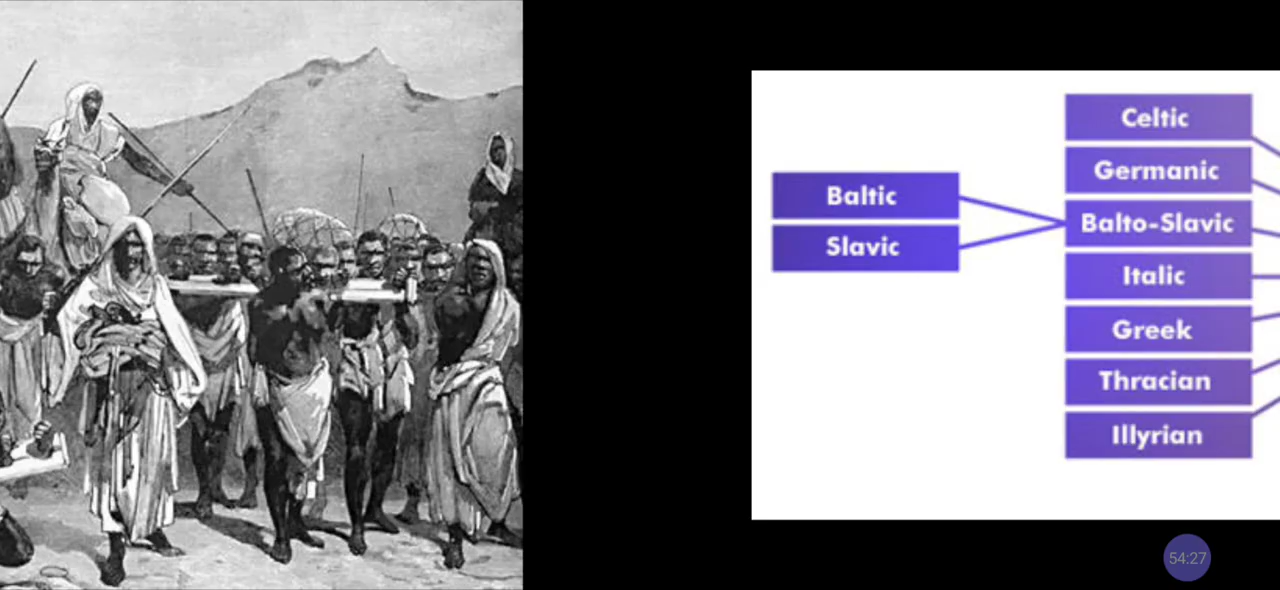 Celtic
Germanic
Baltic
Balto-Slavic
Slavic
Italic
Greek
Thracian
Illyrian
54:27